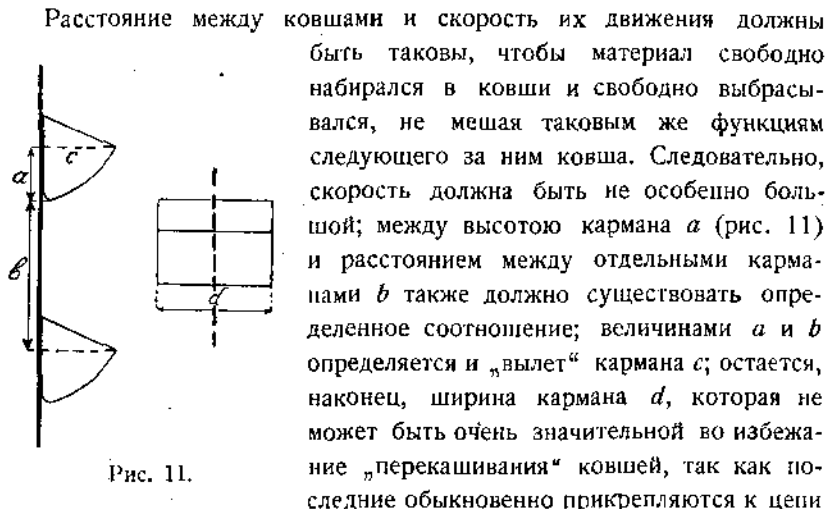 Расстояние между ковшами и скорость их движения должны
быть таковы, чтобы материал свободно
набирался в ковши и свободно выбрасы-
вался, не мешая таковым же функциям
следующего за ним ковша. Следовательно,
скорость должна быть не особенно боль-
шой; между высотою кармана a (рис. 11)
и расстоянием между отдельными карма-
нами b также должно существовать опре-
деленное соотношение; величинами a и b
определяется и „вылет“ кармана c; остается,
наконец, ширина кармана d, которая не
может быть очень значительной во избежа-
ние „перекашивания“ ковшей, так как по-
следние обыкновенно прикрепляются к цепи
c
a
в
d
Рис. 11.